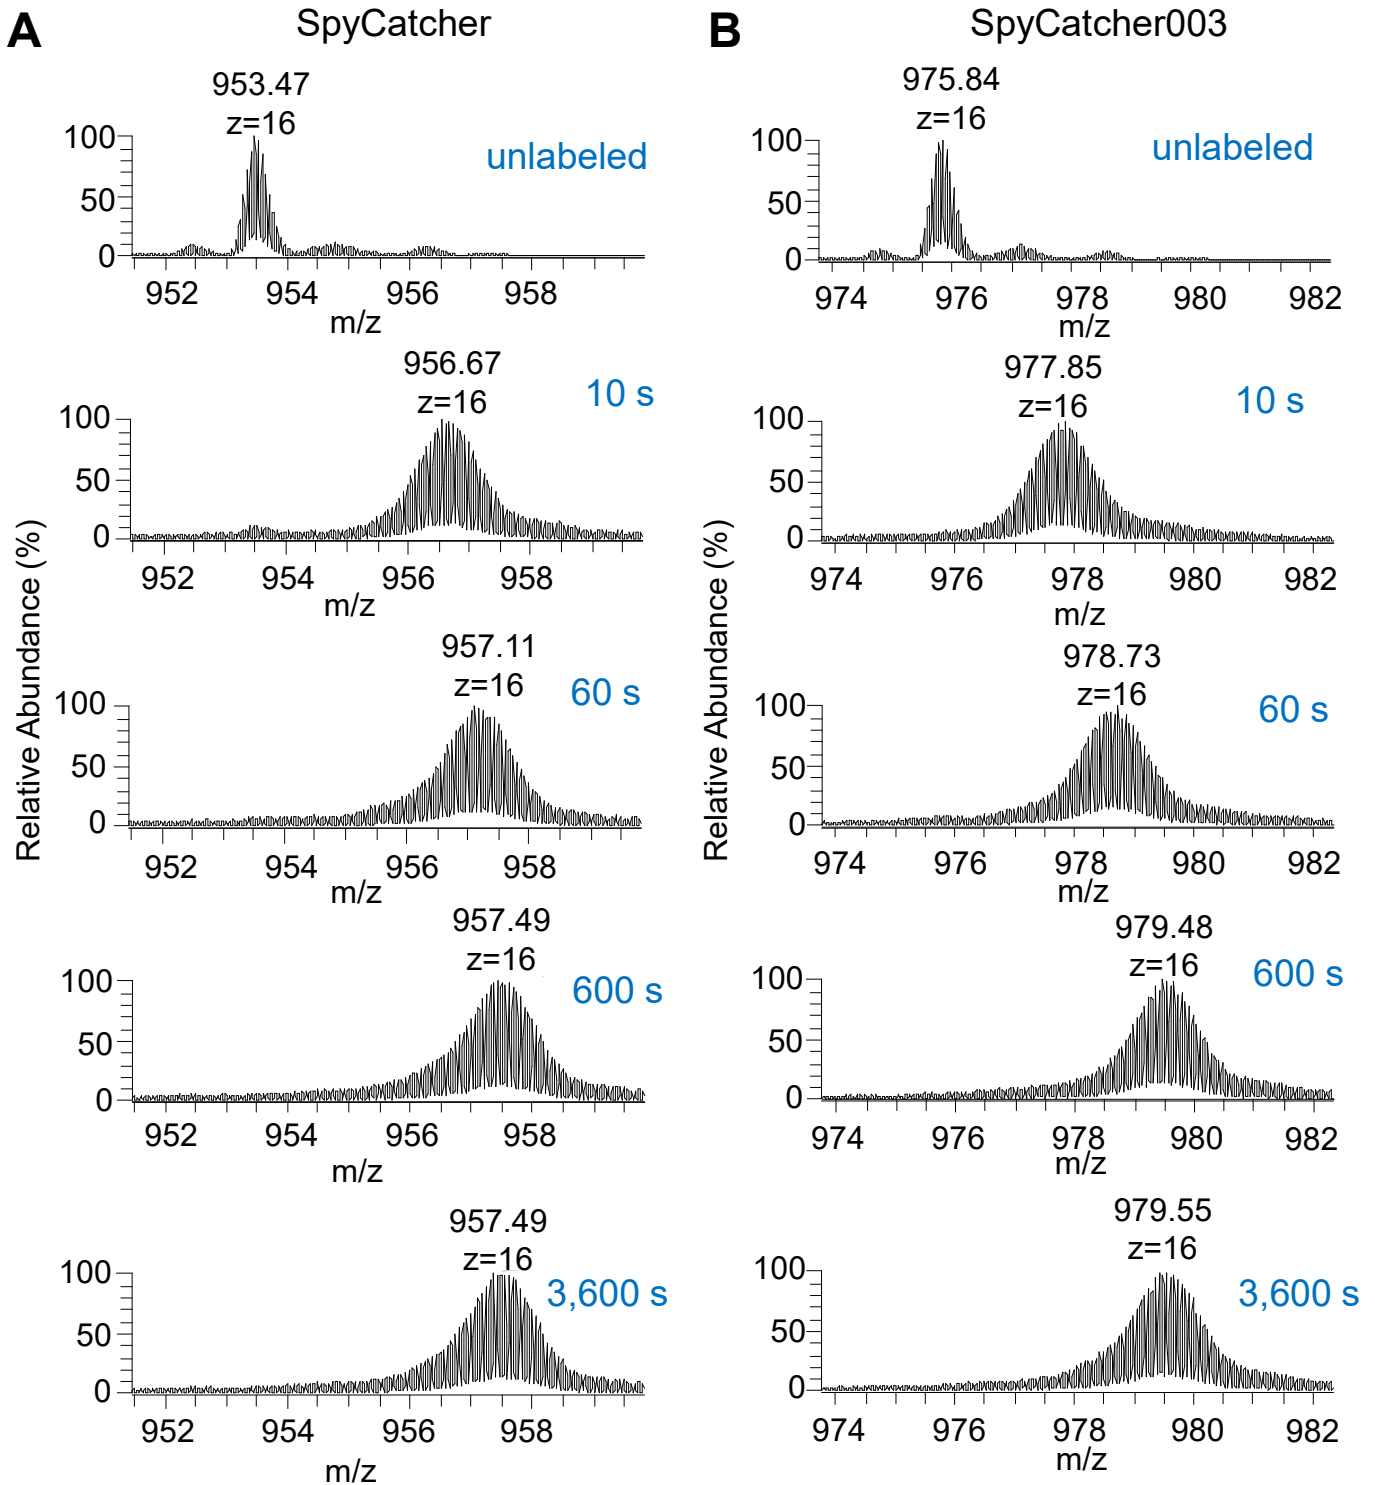 A
SpyCatcher
953.47
z=16
unlabeled
100
50
0
952 954 956 958
m/z
956.67
z=16
10 s
100
50
0
952 954 956 958
m/z
957.11
z=16
60 s
100
50
0
952 954 956 958
m/z
957.49
z=16
600 s
100
50
0
952 954 956 958
m/z
957.49
z=16
3,600 s
100
50
0
952 954 956 958
m/z
Relative Abundance (%)
B
SpyCatcher003
975.84
z=16
unlabeled
100
50
0
974 976 978 980 982
m/z
977.85
z=16
10 s
100
50
0
974 976 978 980 982
m/z
978.73
z=16
60 s
100
50
0
974 976 978 980 982
m/z
979.48
z=16
600 s
100
50
0
974 976 978 980 982
m/z
979.55
z=16
3,600 s
100
50
0
974 976 978 980 982
m/z
Relative Abundance (%)